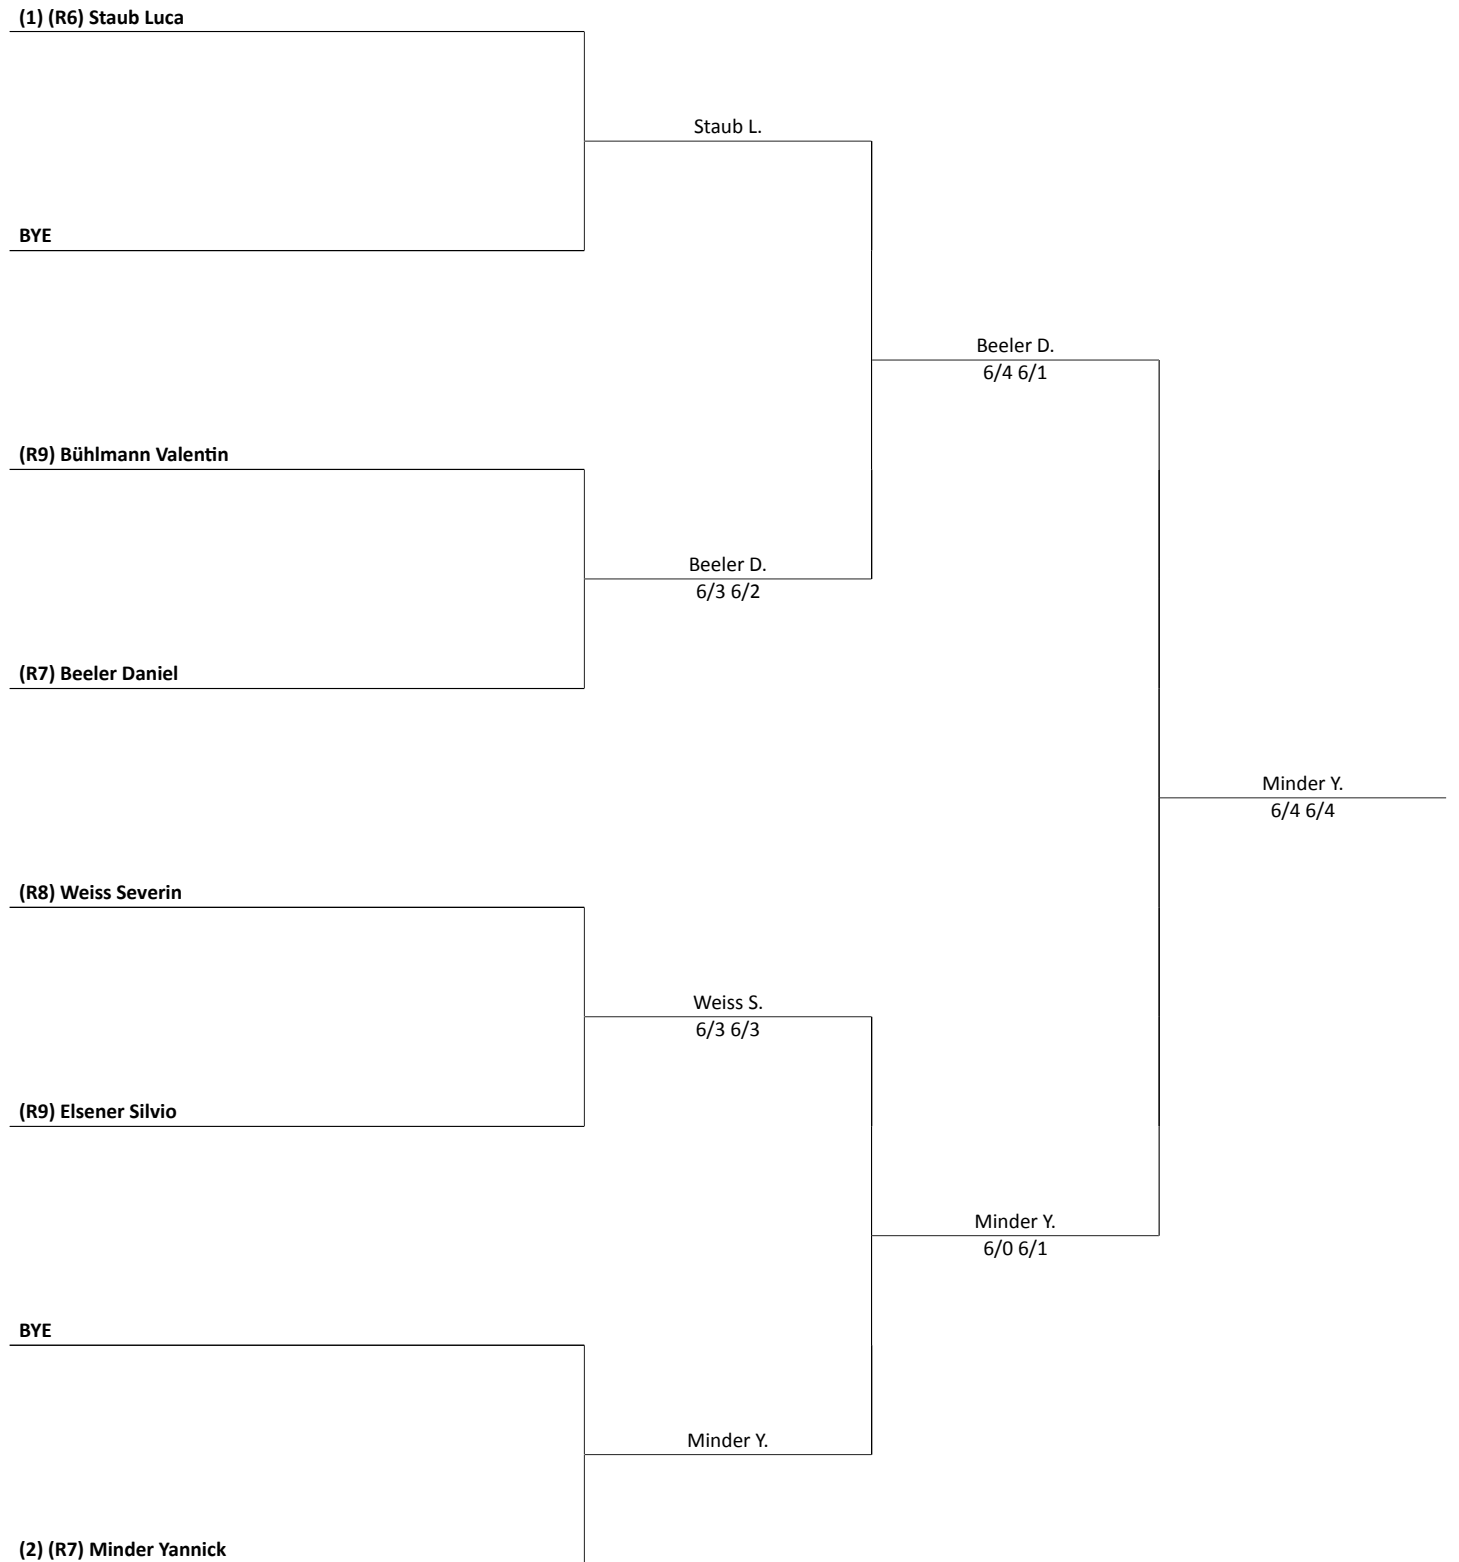 (1) (R6) Staub Luca
Staub L.
BYE
Beeler D.
6/4 6/1
(R9) Bühlmann Valentin
Beeler D.
6/3 6/2
(R7) Beeler Daniel
Minder Y.
6/4 6/4
(R8) Weiss Severin
Weiss S.
6/3 6/3
(R9) Elsener Silvio
Minder Y.
6/0 6/1
BYE
Minder Y.
(2) (R7) Minder Yannick